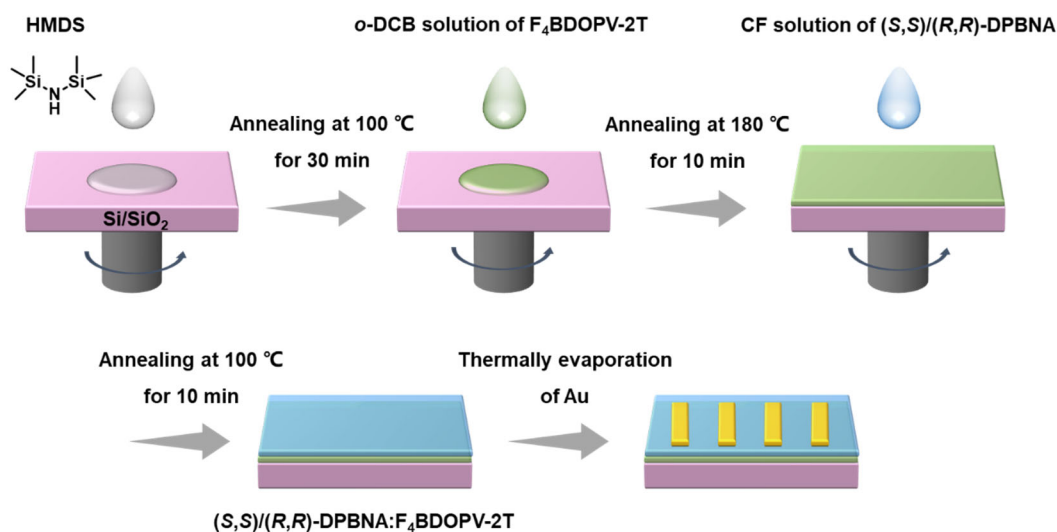 HMDS
o-DCB solution of F₄BDOPV-2T
CF solution of (S,S)/(R,R)-DPBNA
Si
Si
N
H
Annealing at 100 ℃
for 30 min
Annealing at 180 ℃
for 10 min
Si/SiO₂
Annealing at 100 ℃
for 10 min
Thermally evaporation
of Au
(S,S)/(R,R)-DPBNA:F₄BDOPV-2T